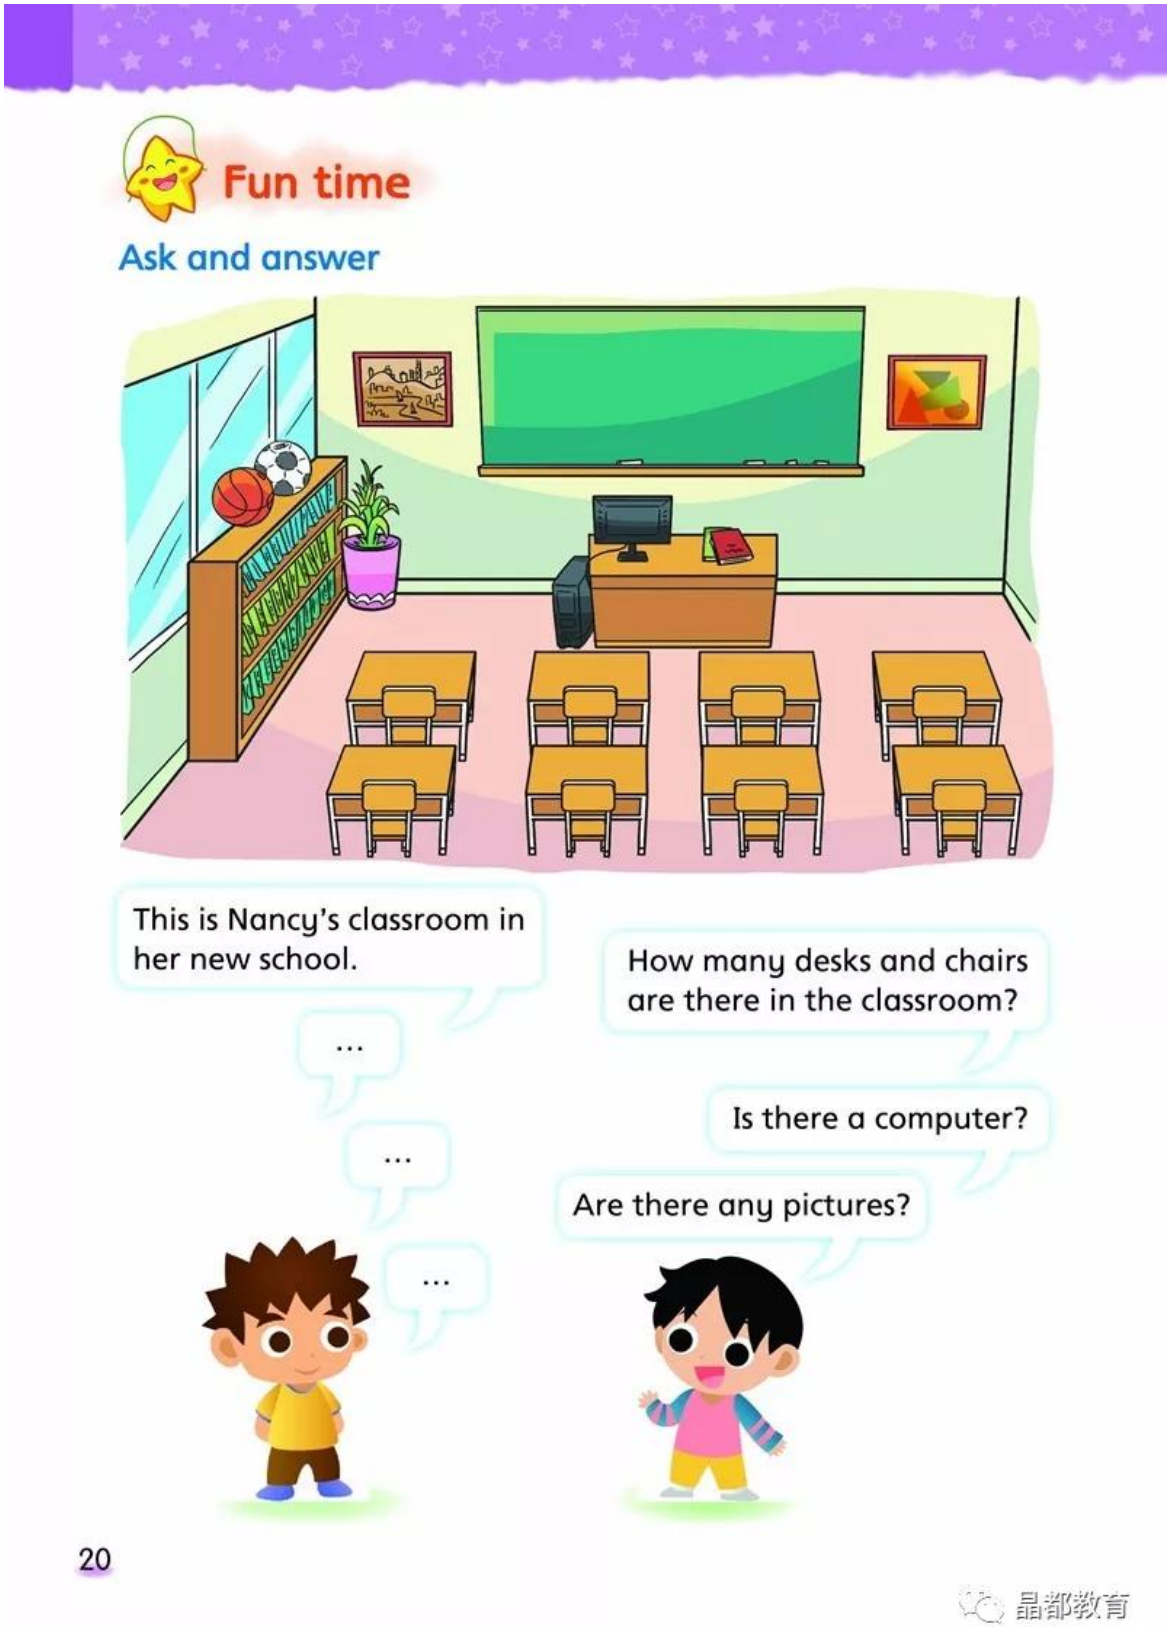 Fun time
Ask and answer
This is Nancy's classroom in
her new school.
How many desks and chairs
are there in the classroom?
...
Is there a computer?
...
Are there any pictures?
...
20
晶都教育